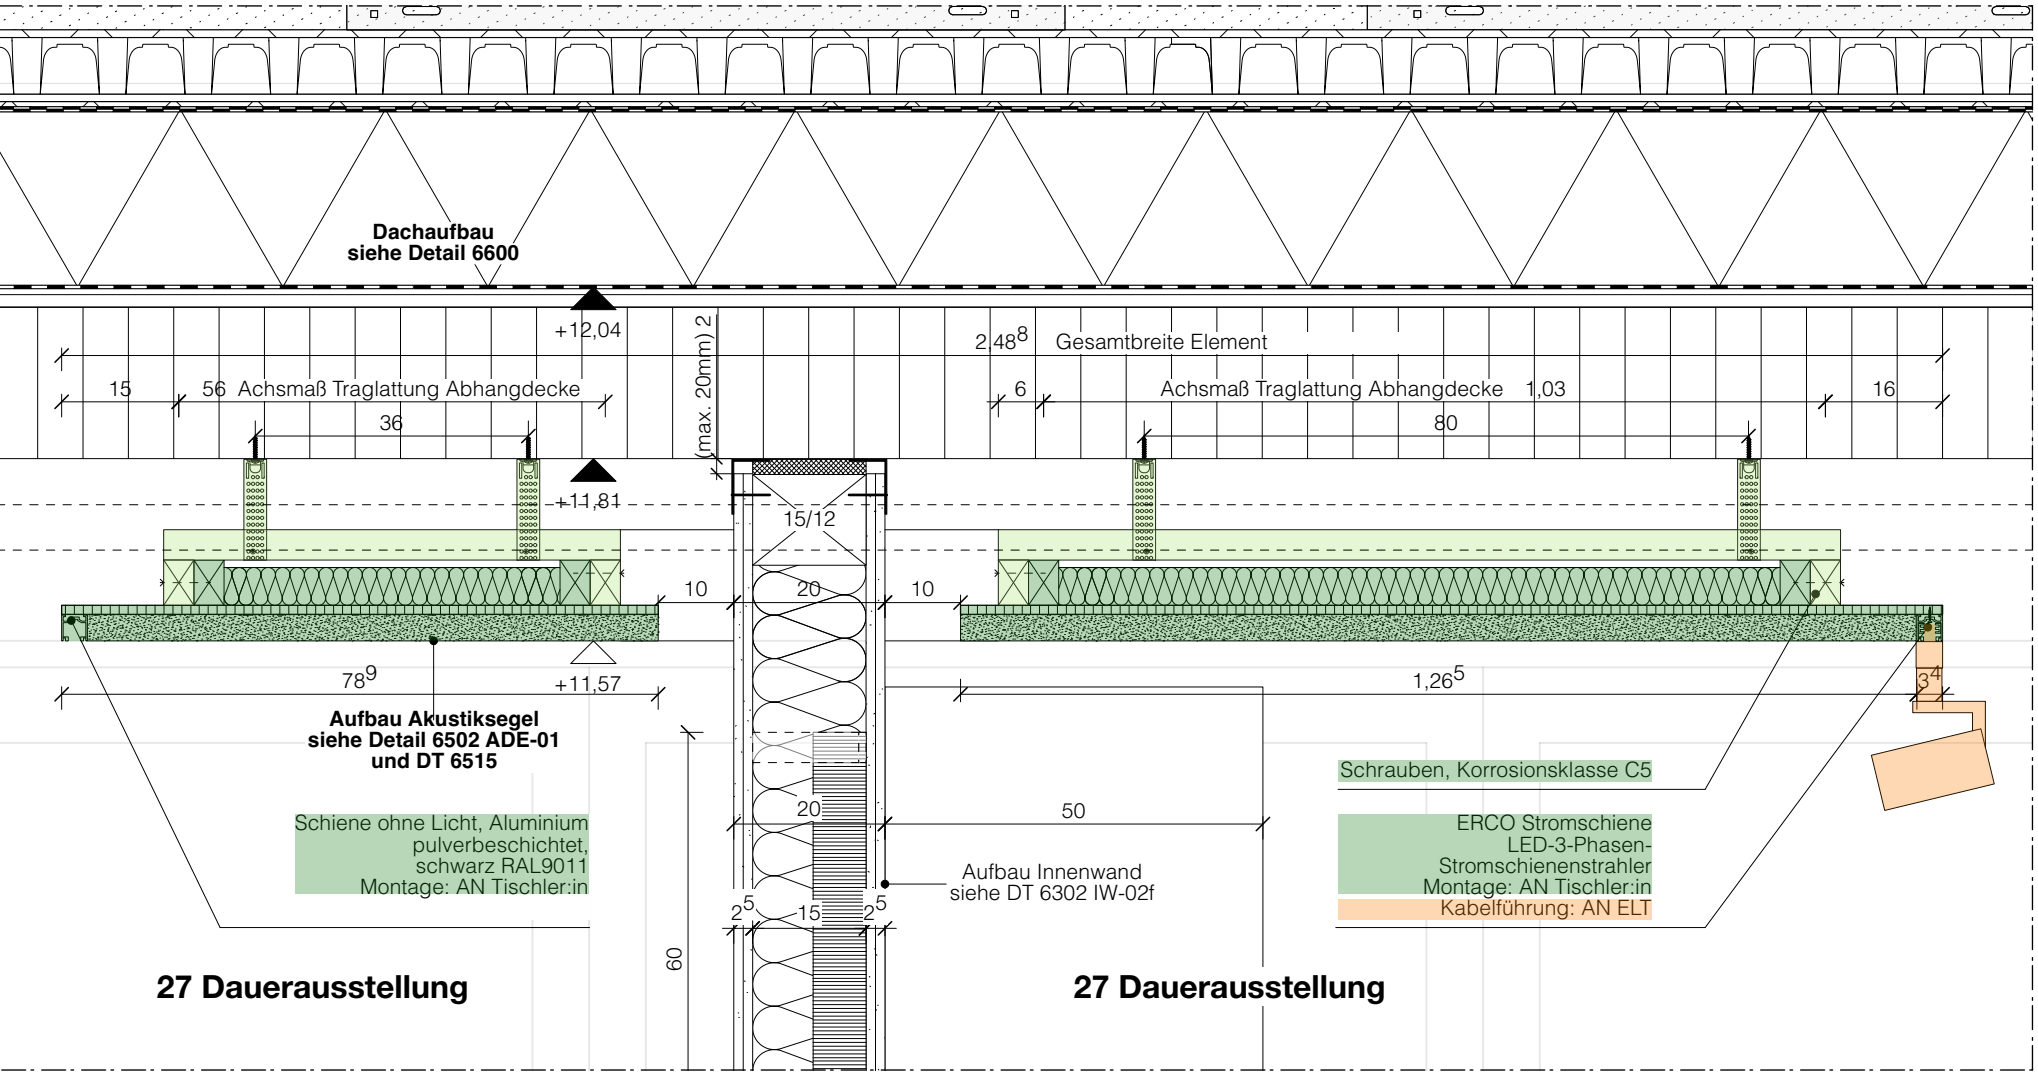 Dachaufbau
siehe Detail 6600
+12,04
(max. 20mm) 2
2,48⁸ Gesamtbreite Element
15
56 Achsmaß Traglattung Abhangdecke
6
Achsmaß Traglattung Abhangdecke 1,03
16
36
80
+11,81
15/12
10
20
10
78⁹
+11,57
1,26⁵
3⁴
Aufbau Akustiksegel
siehe Detail 6502 ADE-01
und DT 6515
Schrauben, Korrosionsklasse C5
20
50
Schiene ohne Licht, Aluminium
pulverbeschichtet,
schwarz RAL9011
Montage: AN Tischler:in
ERCO Stromschiene
LED-3-Phasen-
Stromschienenstrahler
Montage: AN Tischler:in
Kabelführung: AN ELT
Aufbau Innenwand
siehe DT 6302 IW-02f
2⁵
15
2⁵
60
27 Dauerausstellung
27 Dauerausstellung